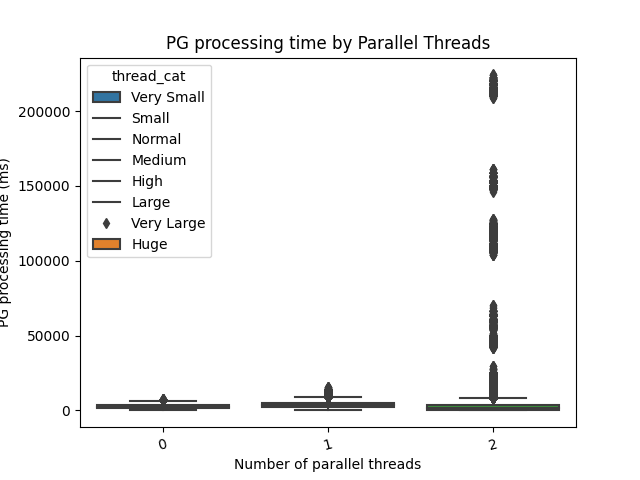 PG processing time by Parallel Threads
thread_cat
Very Small
Small
Normal
Medium
High
Large
Very Large
Huge
200000
150000
100000
50000
0
PG processing time (ms)
0 1 2
Number of parallel threads